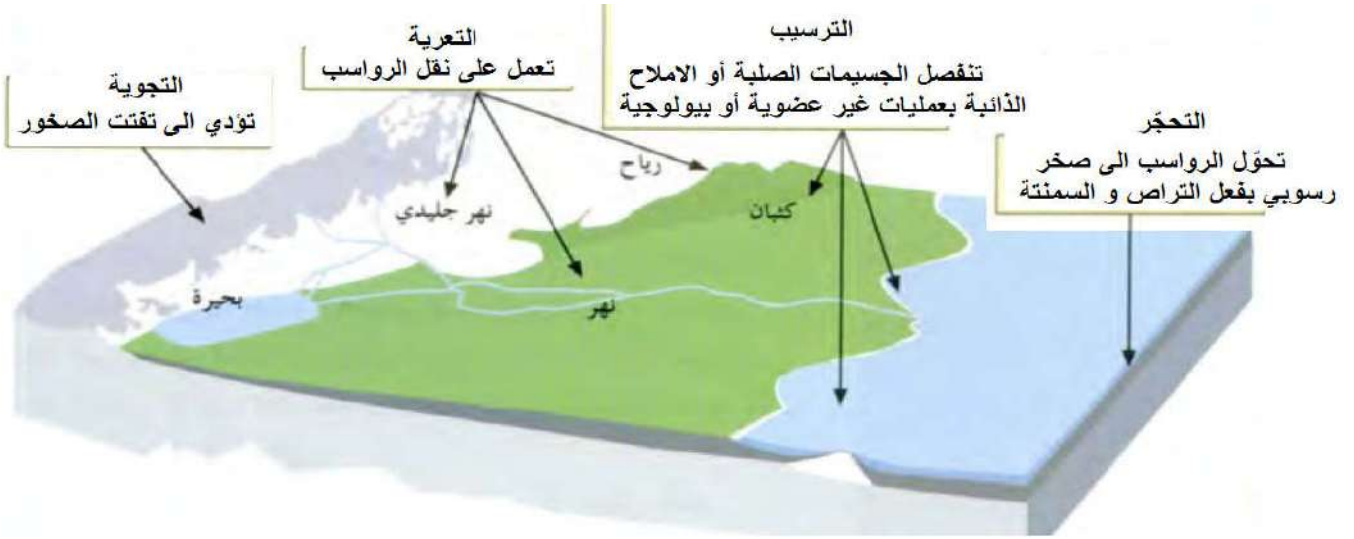 الترسيب
تنفصل الجسيمات الصلبة أو الاملاح
الذائبة بعمليات غير عضوية أو بيولوجية
التعرية
تعمل على نقل الرواسب
التجوية
تؤدي الى تفتت الصخور
التحجّر
تحوّل الرواسب الى صخر
رسوبي بفعل التراص و السمنتة
رياح
كثبان
نهر جليدي
بحيرة
نهر